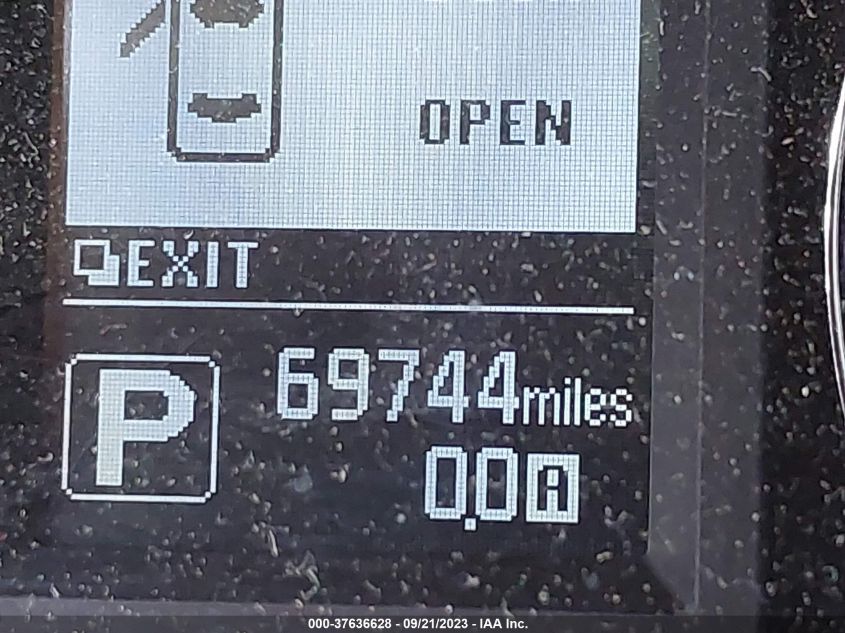 OPEN
EXIT
P
69744miles
0.0A
000-37636628 - 09/21/2023 - IAA Inc.